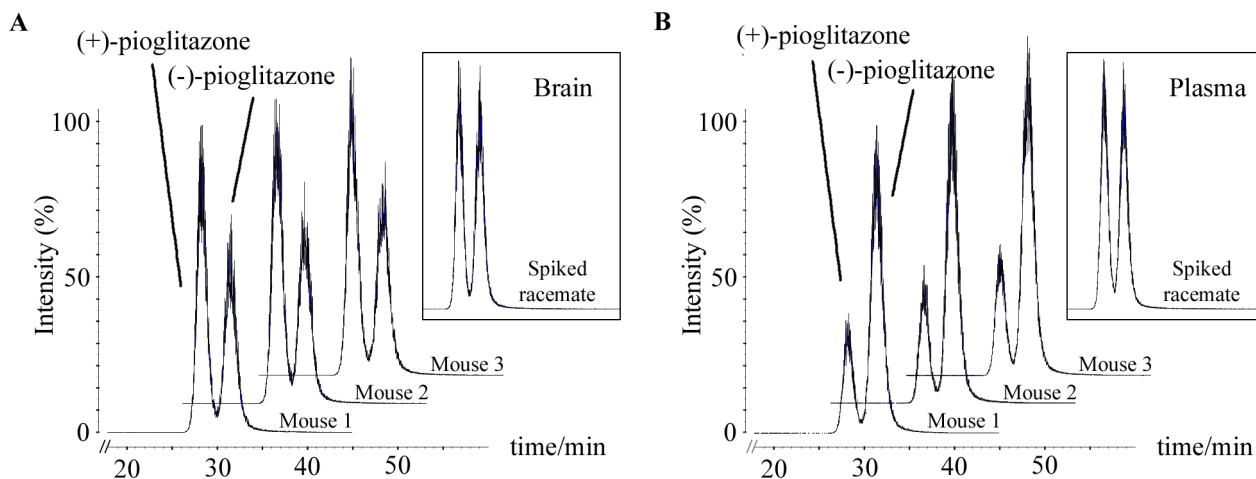 A
(+)-pioglitazone
(-)-pioglitazone
Brain
100
50
0
Intensity (%)
Spiked
racemate
Mouse 3
Mouse 2
Mouse 1
time/min
20 30 40 50
B
(+)-pioglitazone
(-)-pioglitazone
Plasma
100
50
0
Intensity (%)
Spiked
racemate
Mouse 3
Mouse 2
Mouse 1
time/min
20 30 40 50